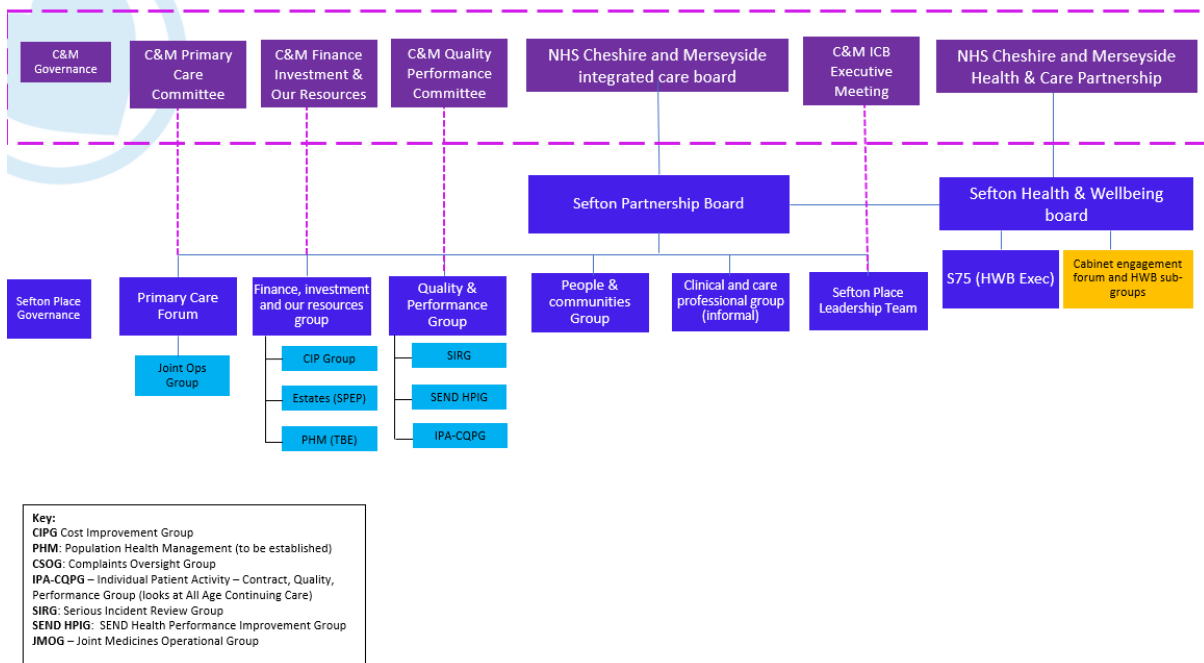 C&M
Governance
C&M Primary
Care
Committee
C&M Finance
Investment &
Our Resources
C&M Quality
Performance
Committee
NHS Cheshire and Merseyside
integrated care board
C&M ICB
Executive
Meeting
NHS Cheshire and Merseyside
Health & Care Partnership
Sefton Partnership Board
Sefton Health & Wellbeing
board
S75 (HWB Exec)
Cabinet engagement
forum and HWB sub-
groups
Sefton Place
Governance
Primary Care
Forum
Finance, investment
and our resources
group
Quality &
Performance
Group
People &
communities
Group
Clinical and care
professional group
(informal)
Sefton Place
Leadership Team
Joint Ops
Group
CIP Group
Estates (SPEP)
PHM (TBE)
SIRG
SEND HPIG
IPA-CQPG
Key:
CIPG Cost Improvement Group
PHM: Population Health Management (to be established)
CSOG: Complaints Oversight Group
IPA-CQPG – Individual Patient Activity – Contract, Quality,
Performance Group (looks at All Age Continuing Care)
SIRG: Serious Incident Review Group
SEND HPIG: SEND Health Performance Improvement Group
JMOG – Joint Medicines Operational Group